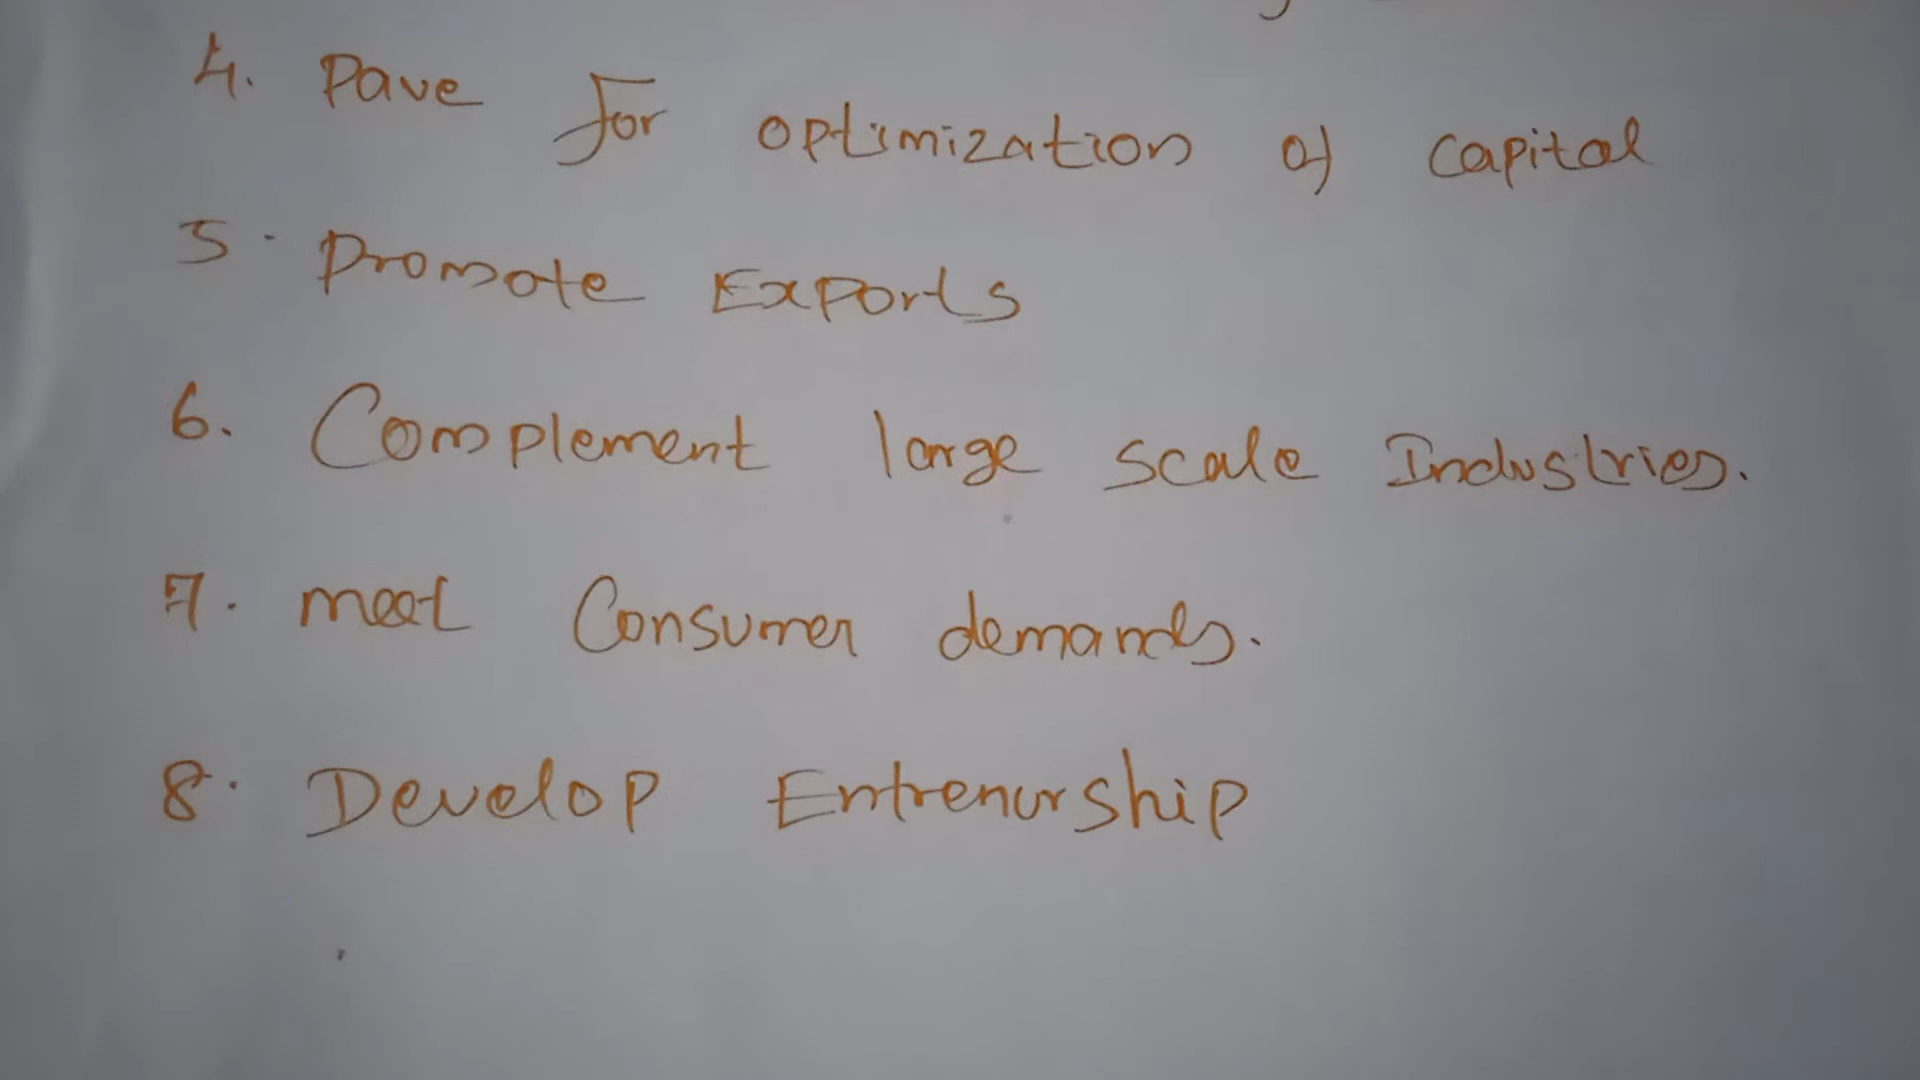 4. Pave for optimization of capital
5. Promote Exports
6. Complement large scale Industries.
7. meet Consumer demands.
8. Develop Entrenurship